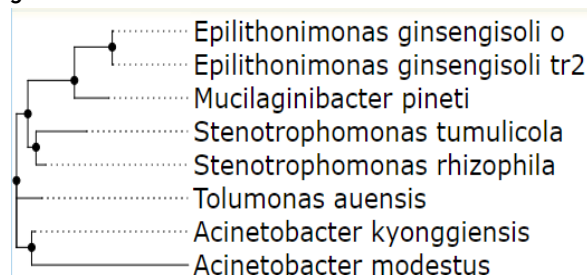 Epilithonimonas ginsengisoli o
Epilithonimonas ginsengisoli tr2
Mucilaginibacter pineti
Stenotrophomonas tumulicola
Stenotrophomonas rhizophila
Tolumonas auensis
Acinetobacter kyonggiensis
Acinetobacter modestus